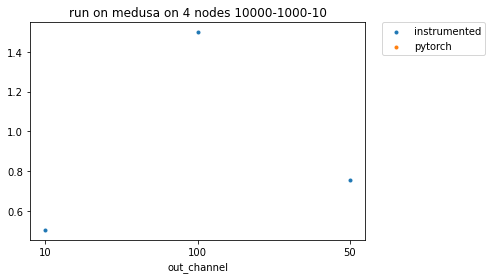 run on medusa on 4 nodes 10000-1000-10
instrumented
pytorch
1.4
1.2
1.0
0.8
0.6
10 100 50
out_channel